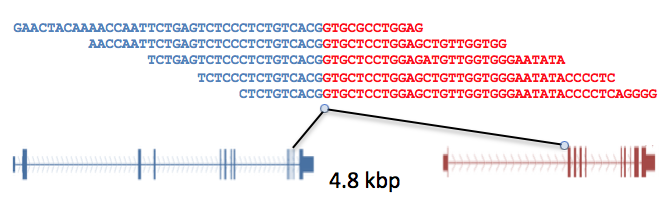 GAACTACAAAACCAATTCTGAGTCTCCCTCTGTCACGGTGCGCCTGGAG
AACCAATTCTGAGTCTCCCTCTGTCACGGTGCTCCTGGAGCTGTTGGTGG
TCTGAGTCTCCCTCTGTCACGGTGCTCCTGGAGATGTTGGTGGGAATATA
TCTCCCTCTGTCACGGTGCTCCTGGAGCTGTTGGTGGGAATATACCCCTC
CTCTGTCACGGTGCTCCTGGAGCTGTTGGTGGGAATATACCCCTCAGGGG
4.8 kbp